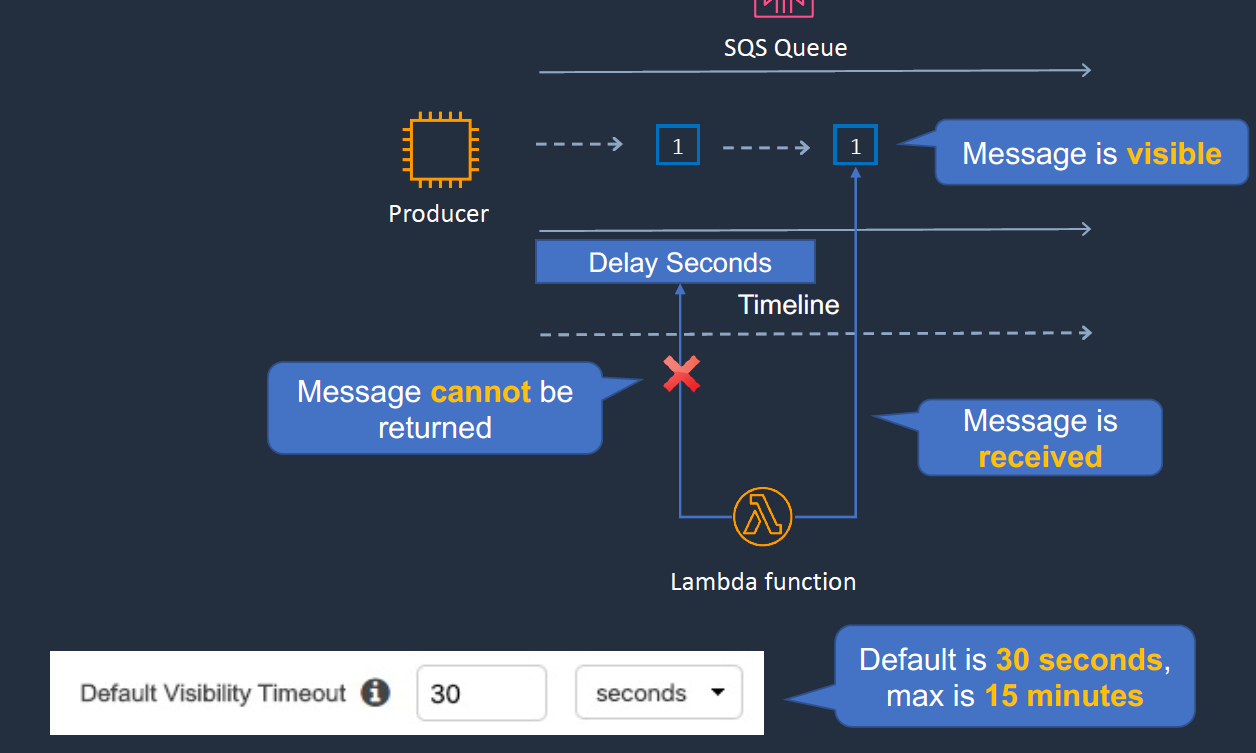 SQS Queue
1
1
Message is visible
Producer
Delay Seconds
Timeline
Message cannot be
returned
Message is
received
Lambda function
Default Visibility Timeout
30
seconds
Default is 30 seconds,
max is 15 minutes